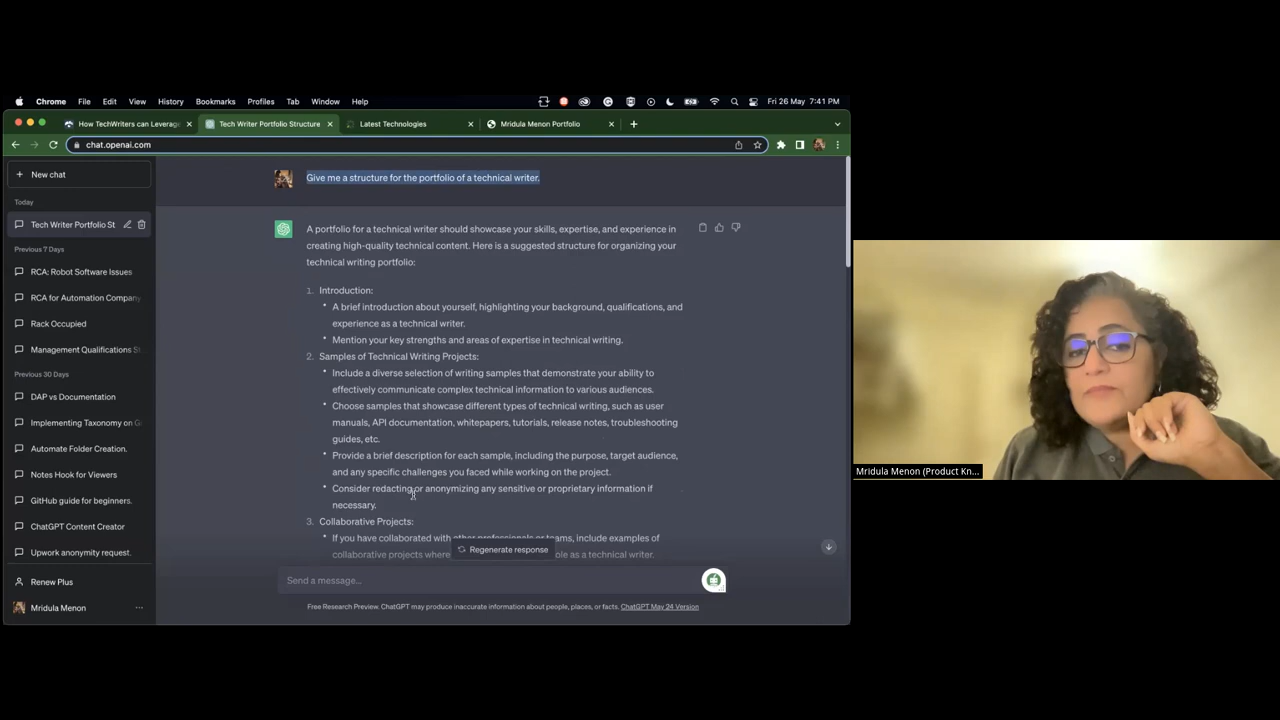 Chrome File Edit View History Bookmarks Profiles Tab Window Help Fri 26 May 7:41 PM
How TechWriters can Leverage
Tech Writer Portfolio Structure
Latest Technologies
Mridula Menon Portfolio
chat.openai.com
New chat
Today
Tech Writer Portfolio St
Previous 7 Days
RCA: Robot Software Issues
RCA for Automation Company
Rack Occupied
Management Qualifications St
Previous 30 Days
DAP vs Documentation
Implementing Taxonomy on G
Automate Folder Creation.
Notes Hook for Viewers
GitHub guide for beginners.
ChatGPT Content Creator
Upwork anonymity request.
Renew Plus
Mridula Menon
Give me a structure for the portfolio of a technical writer.
A portfolio for a technical writer should showcase your skills, expertise, and experience in
creating high-quality technical content. Here is a suggested structure for organizing your
technical writing portfolio:
1. Introduction:
• A brief introduction about yourself, highlighting your background, qualifications, and
experience as a technical writer.
• Mention your key strengths and areas of expertise in technical writing.
2. Samples of Technical Writing Projects:
• Include a diverse selection of writing samples that demonstrate your ability to
effectively communicate complex technical information to various audiences.
• Choose samples that showcase different types of technical writing, such as user
manuals, API documentation, whitepapers, tutorials, release notes, troubleshooting
guides, etc.
• Provide a brief description for each sample, including the purpose, target audience,
and any specific challenges you faced while working on the project.
• Consider redacting or anonymizing any sensitive or proprietary information if
necessary.
3. Collaborative Projects:
• If you have collaborated with other professionals or teams, include examples of
collaborative projects where ole as a technical writer.
Regenerate response
Send a message...
Free Research Preview. ChatGPT may produce inaccurate information about people, places, or facts. ChatGPT May 24 Version
Mridula Menon (Product Kn...